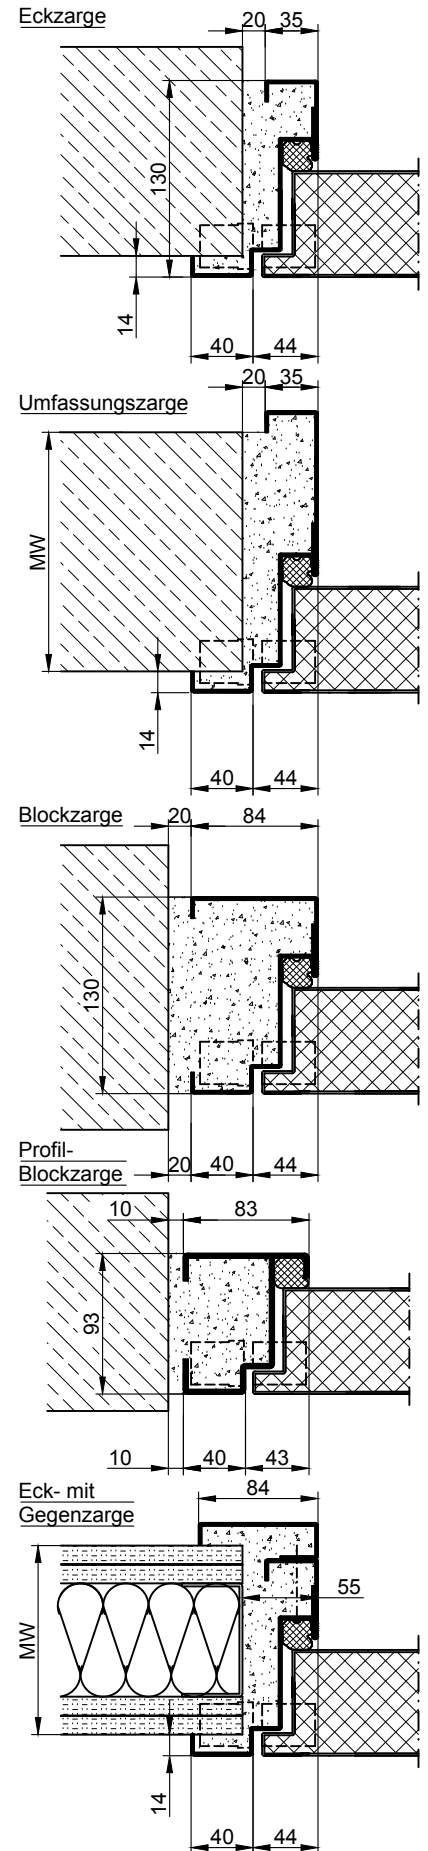 Eckzarge
20 35
130
14
40 44
20 35
Umfassungszarge
MW
14
40 44
Blockzarge
20 84
130
20 40 44
Profil-
Blockzarge
10 83
93
10 40 43
Eck- mit
Gegenzarge
84
55
MW
14
40 44